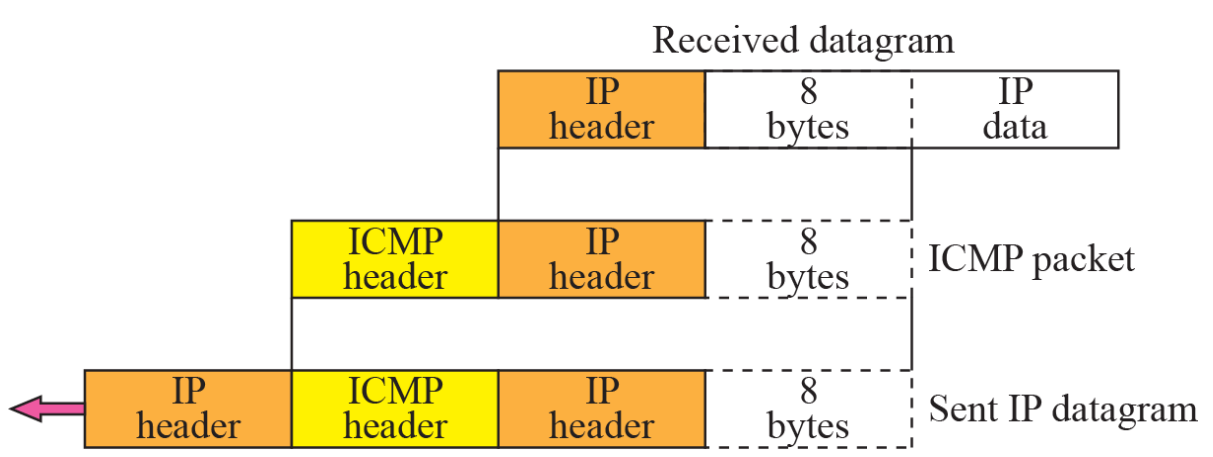 Received datagram
IP
header
8
bytes
IP
data
ICMP
header
IP
header
8
bytes
ICMP packet
IP
header
ICMP
header
IP
header
8
bytes
Sent IP datagram